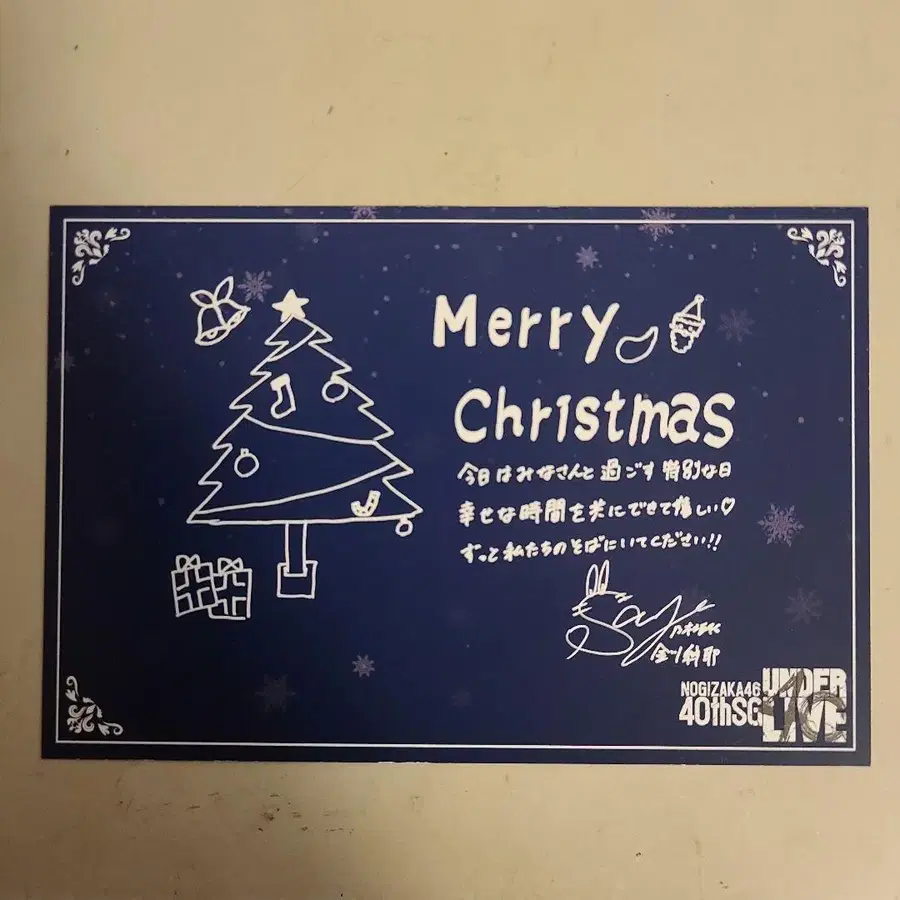 Merry
Christmas
今日はみなさんと過ごす特別な日
幸せな時間を共にできて嬉しい♡
ずっと私たちのそばにいてください!!
Saya
乃木坂46
金川紗耶
NOGIZAKA46
40thSG
UNDER
LIVE